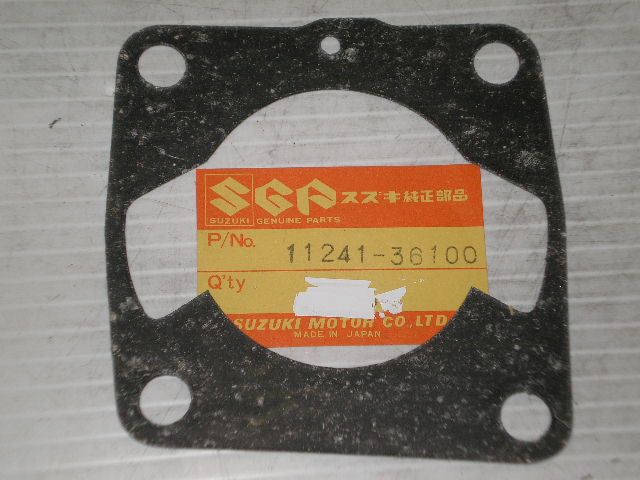 SGP スズキ純正部品
SUZUKI GENUINE PARTS
P/No. 11241-36100
Q'ty
SUZUKI MOTOR CO.,LTD
MADE IN JAPAN